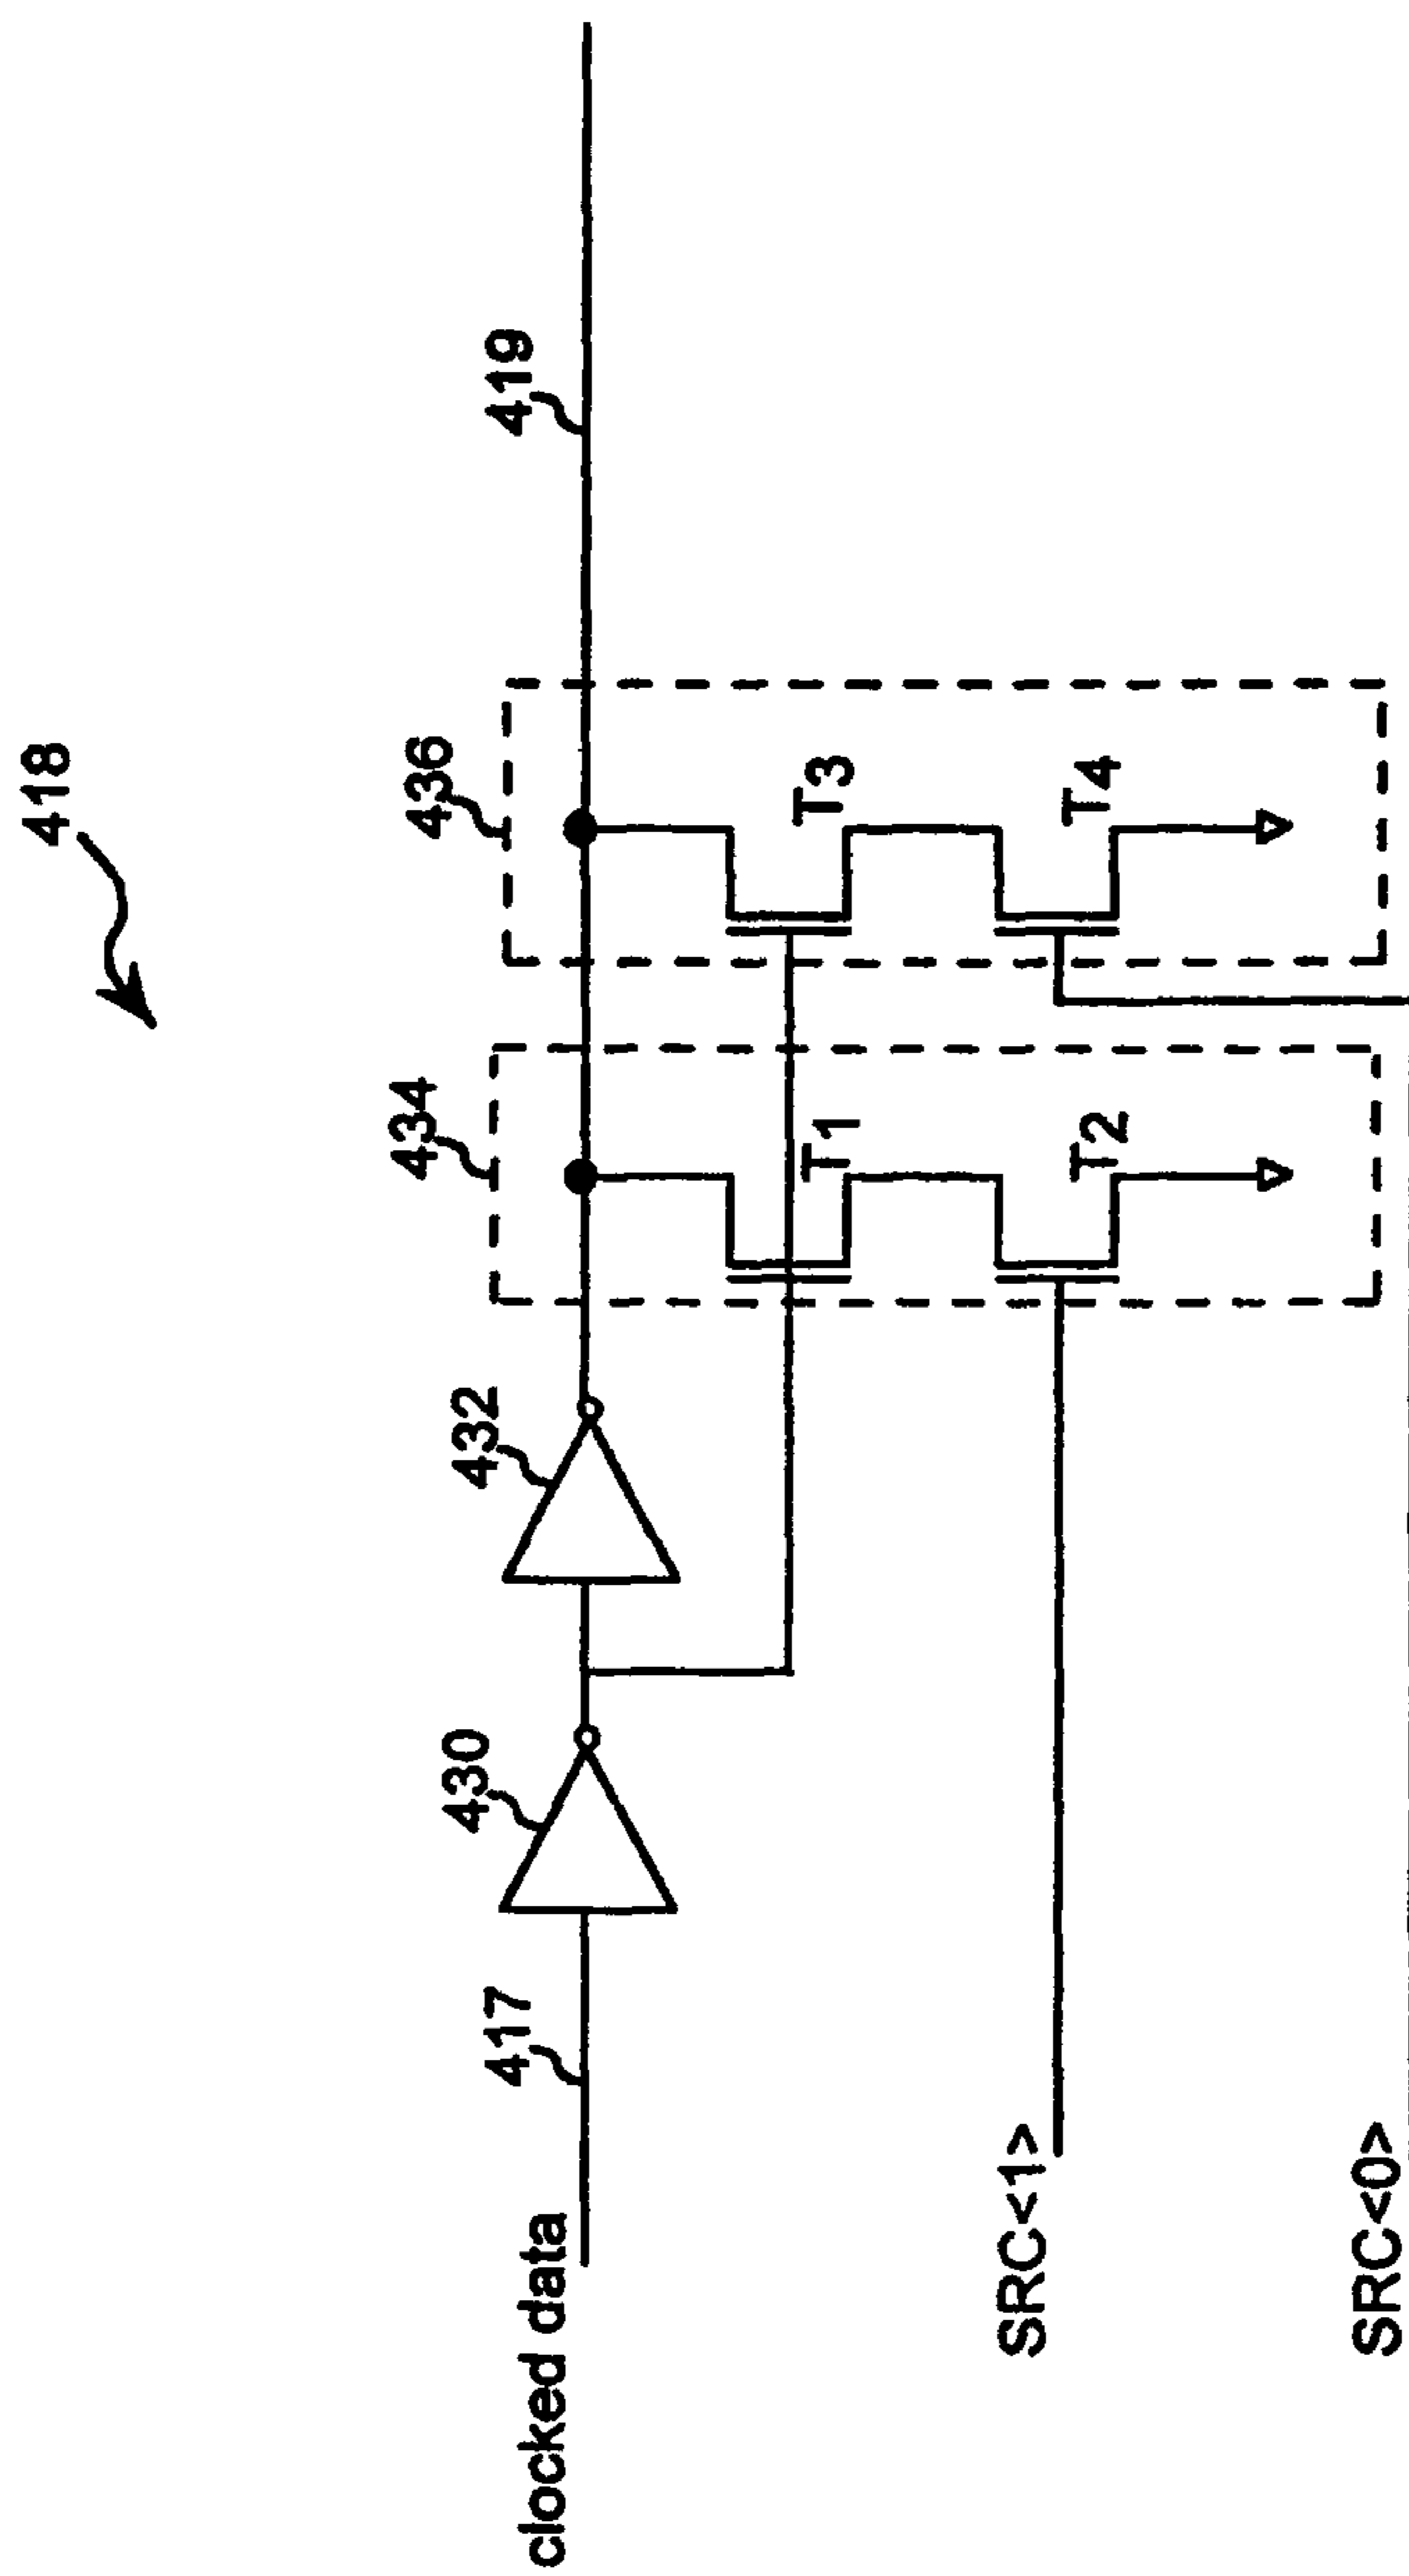 418
434
436
419
417
430
432
clocked data
T1
T3
T2
T4
SRC<1>
SRC<0>